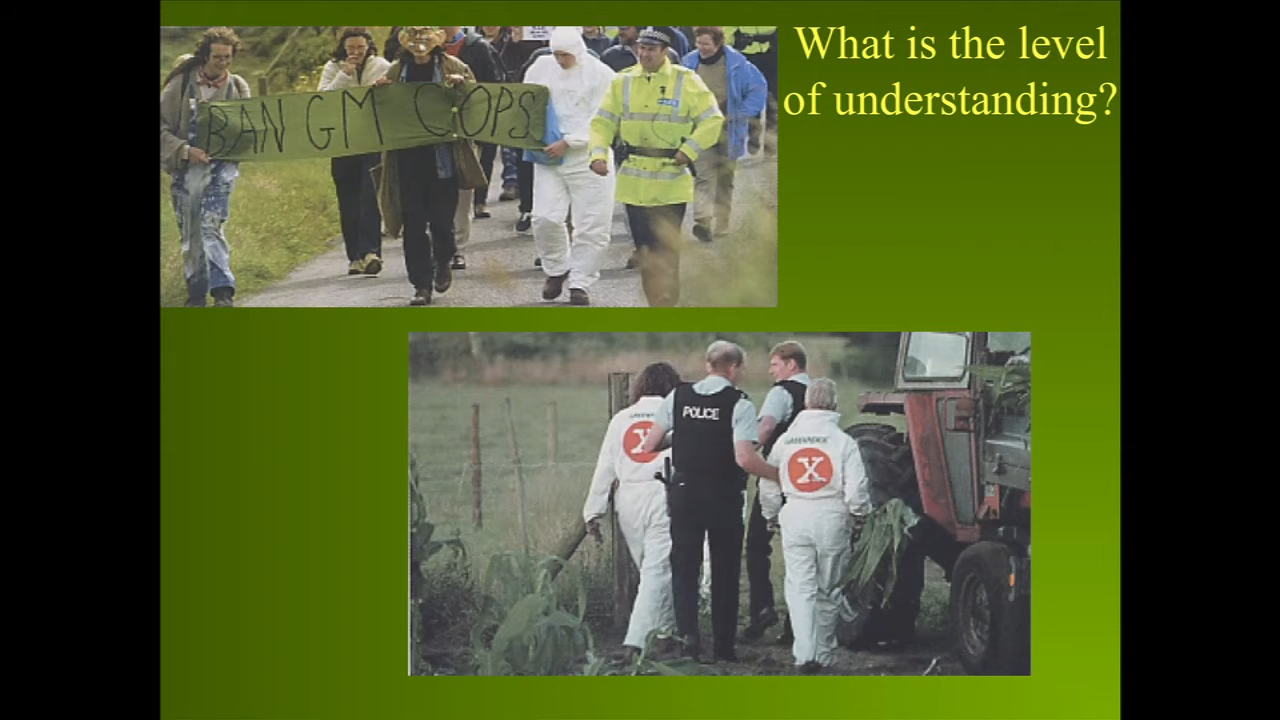 What is the level
of understanding?
BAN GM COPS
POLICE
X
X